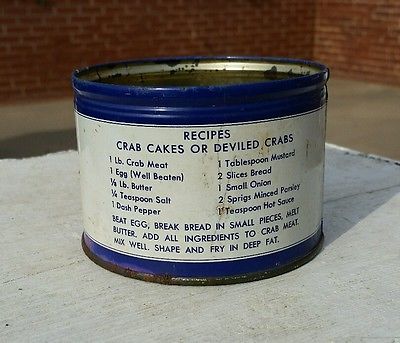 RECIPES
CRAB CAKES OR DEVILED CRABS
1 Lb. Crab Meat
1 Egg (Well Beaten)
⅛ Lb. Butter
¼ Teaspoon Salt
1 Dash Pepper
1 Tablespoon Mustard
2 Slices Bread
1 Small Onion
2 Sprigs Minced Parsley
1 Teaspoon Hot Sauce
BEAT EGG, BREAK BREAD IN SMALL PIECES, MELT
BUTTER. ADD ALL INGREDIENTS TO CRAB MEAT.
MIX WELL. SHAPE AND FRY IN DEEP FAT.